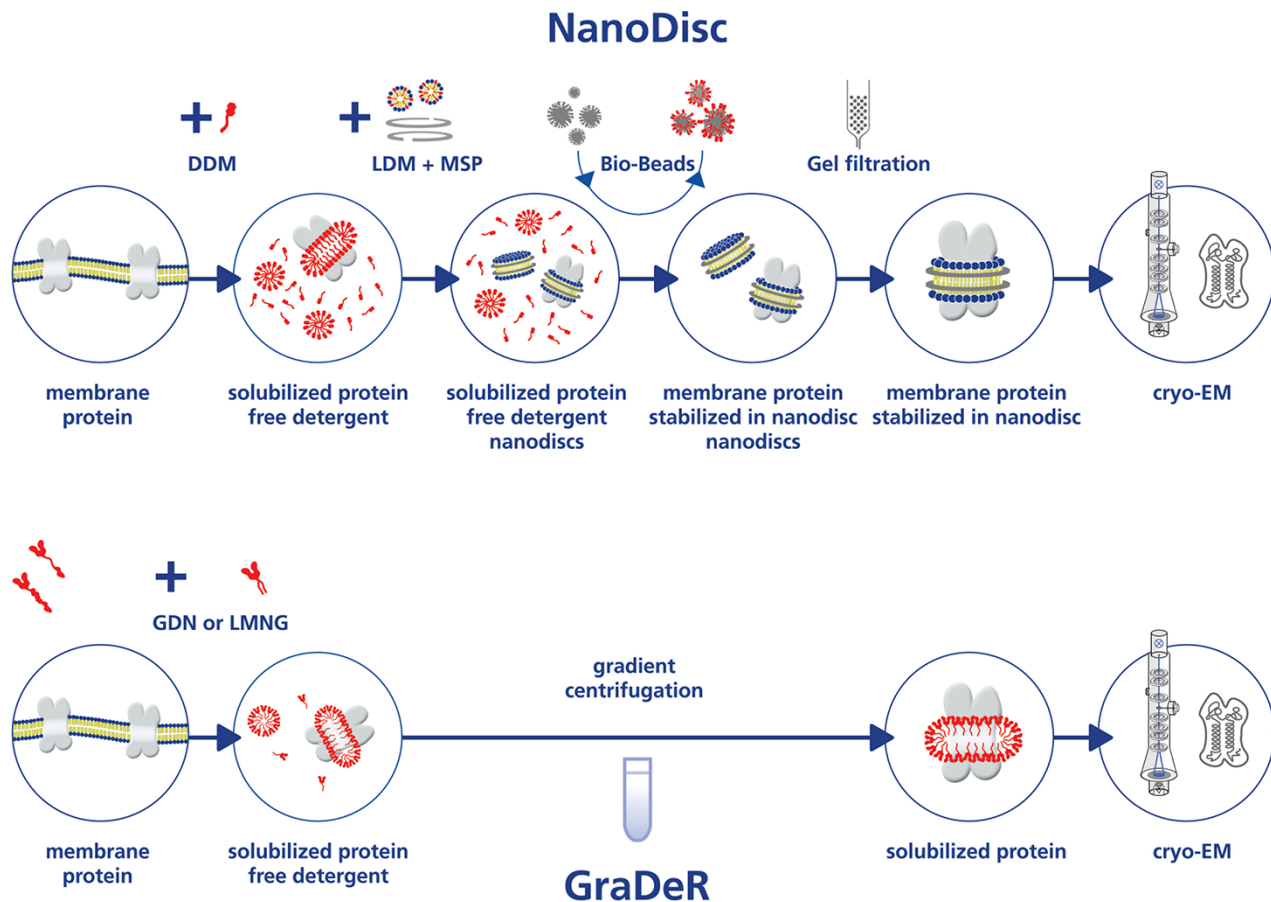 NanoDisc
DDM
LDM + MSP
Bio-Beads
Gel filtration
membrane
protein
solubilized protein
free detergent
solubilized protein
free detergent
nanodiscs
membrane protein
stabilized in nanodisc
nanodiscs
membrane protein
stabilized in nanodisc
cryo-EM
GDN or LMNG
gradient
centrifugation
membrane
protein
solubilized protein
free detergent
solubilized protein
cryo-EM
GraDeR